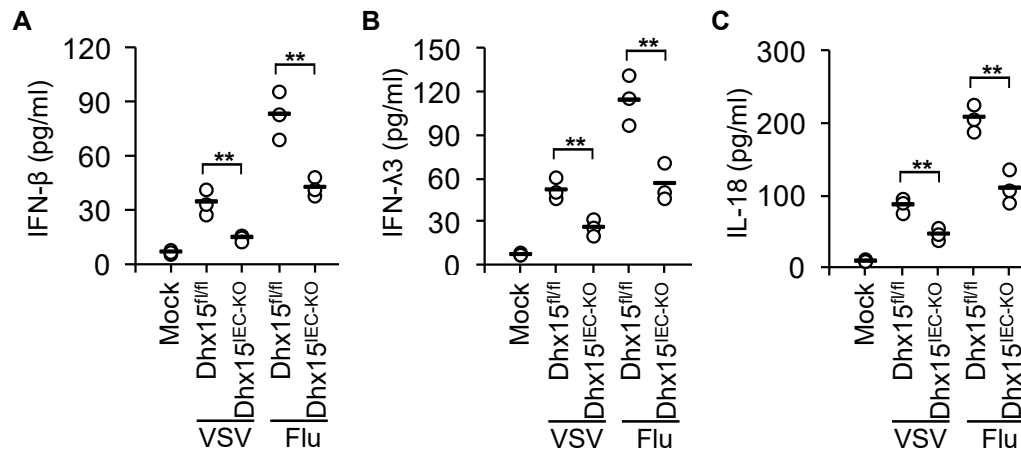 A
IFN-β (pg/ml)
120
90
60
30
0
**
**
Mock
Dhx15fl/fl
Dhx15IEC-KO
Dhx15fl/fl
Dhx15IEC-KO
VSV
Flu
B
IFN-λ3 (pg/ml)
150
120
90
60
30
0
**
**
Mock
Dhx15fl/fl
Dhx15IEC-KO
Dhx15fl/fl
Dhx15IEC-KO
VSV
Flu
C
IL-18 (pg/ml)
300
200
100
0
**
**
Mock
Dhx15fl/fl
Dhx15IEC-KO
Dhx15fl/fl
Dhx15IEC-KO
VSV
Flu